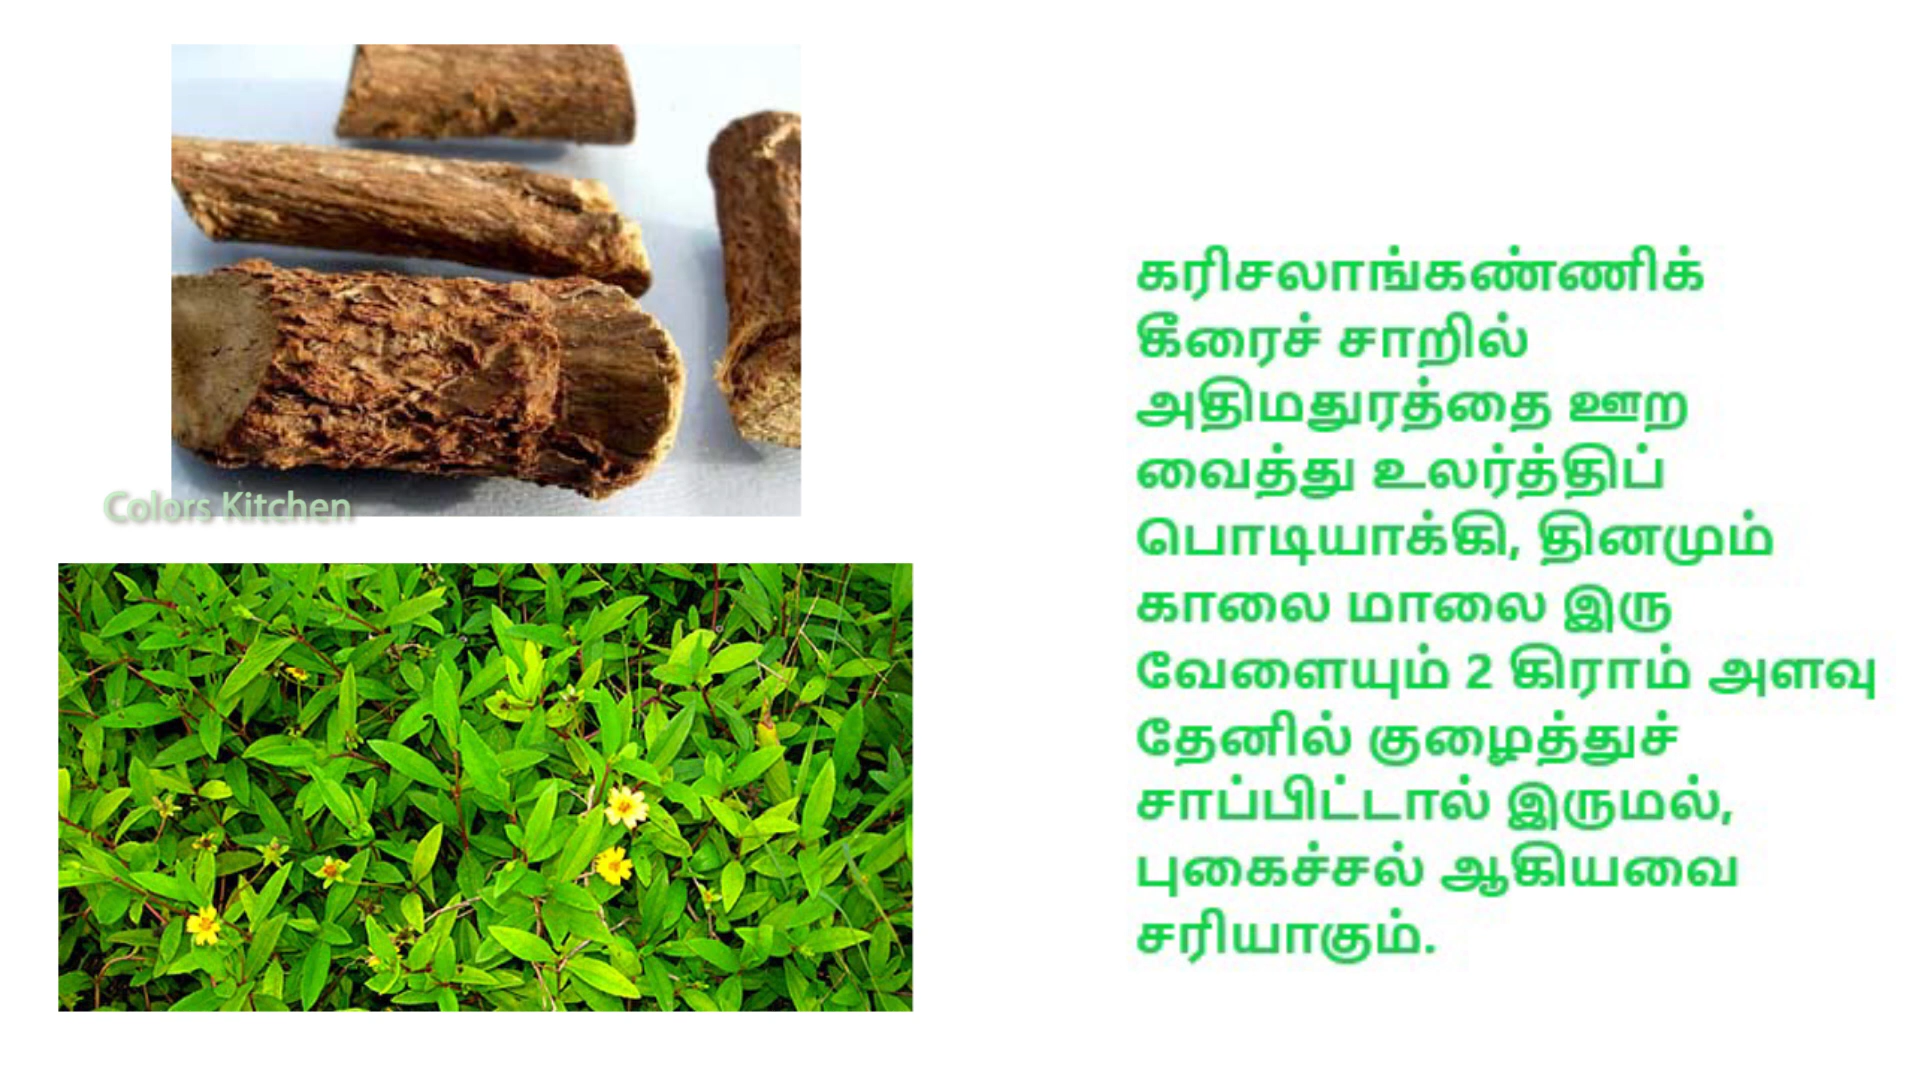 Colors Kitchen
கரிசலாங்கண்ணிக்
கீரைச் சாறில்
அதிமதுரத்தை ஊற
வைத்து உலர்த்திப்
பொடியாக்கி, தினமும்
காலை மாலை இரு
வேளையும் 2 கிராம் அளவு
தேனில் குழைத்துச்
சாப்பிட்டால் இருமல்,
புகைச்சல் ஆகியவை
சரியாகும்.